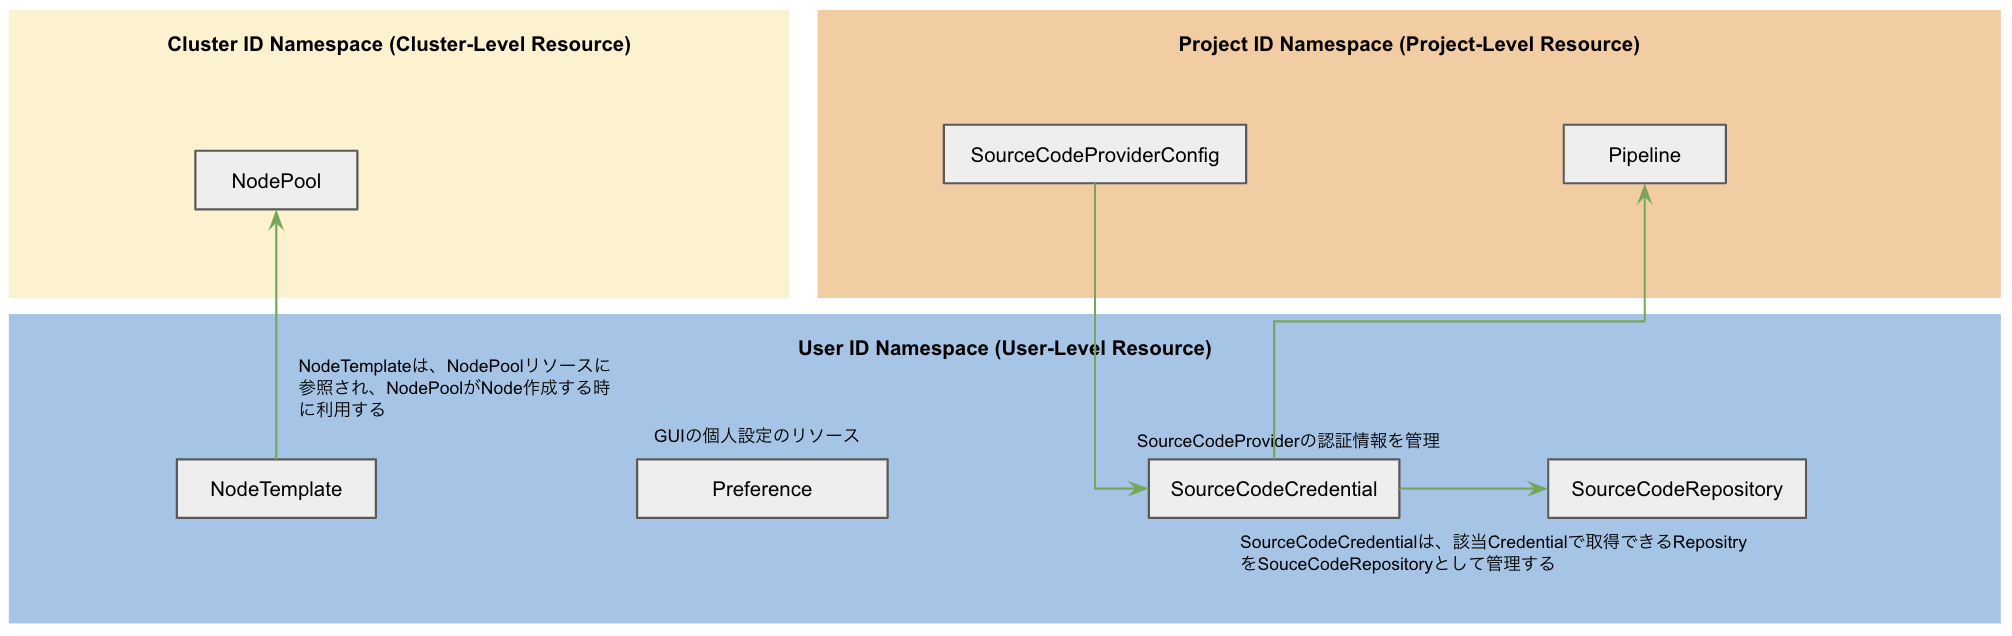 Cluster ID Namespace (Cluster-Level Resource)
Project ID Namespace (Project-Level Resource)
SourceCodeProviderConfig
Pipeline
NodePool
User ID Namespace (User-Level Resource)
NodeTemplateは、NodePoolリソースに
参照され、NodePoolがNode作成する時
に利用する
GUIの個人設定のリソース
SourceCodeProviderの認証情報を管理
NodeTemplate
Preference
SourceCodeCredential
SourceCodeRepository
SourceCodeCredentialは、該当Credentialで取得できるRepositry
をSouceCodeRepositoryとして管理する